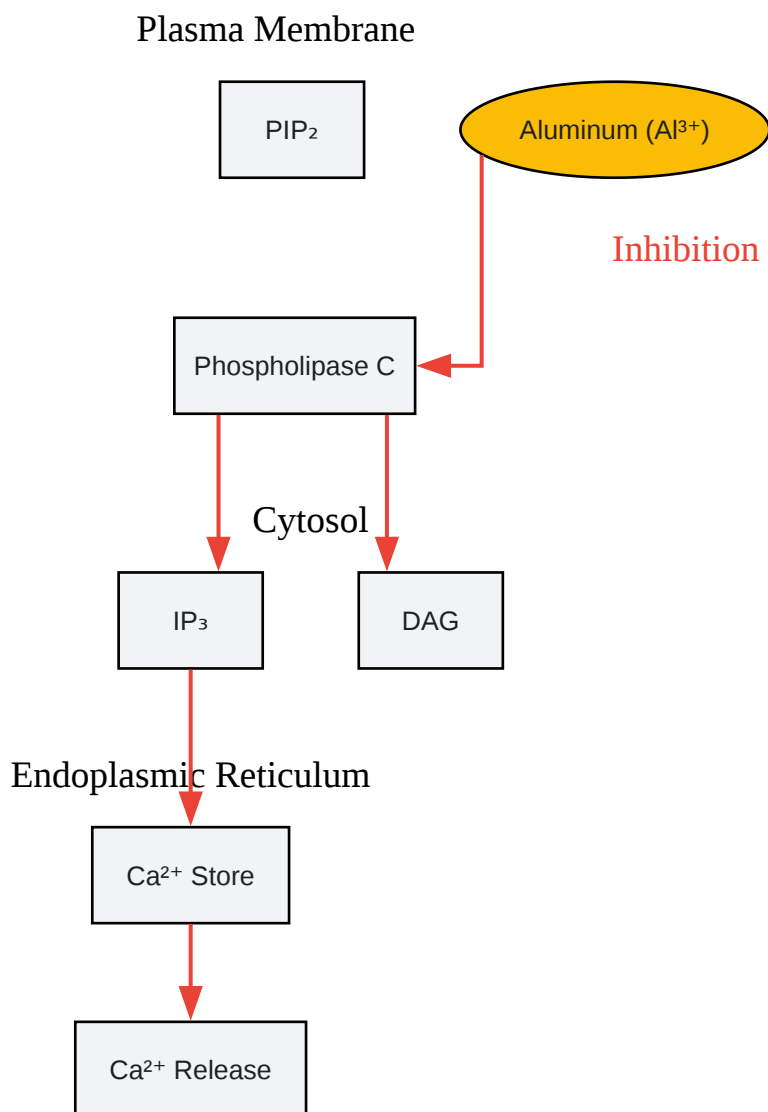 Plasma Membrane
PIP₂
Aluminum (Al³⁺)
Inhibition
Phospholipase C
Cytosol
IP₃
DAG
Endoplasmic Reticulum
Ca²⁺ Store
Ca²⁺ Release